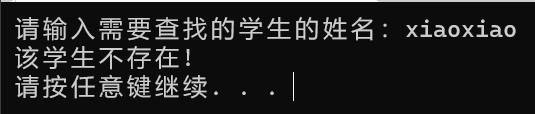 请输入需要查找的学生的姓名：xiaoxiao
该学生不存在！
请按任意键继续. . .